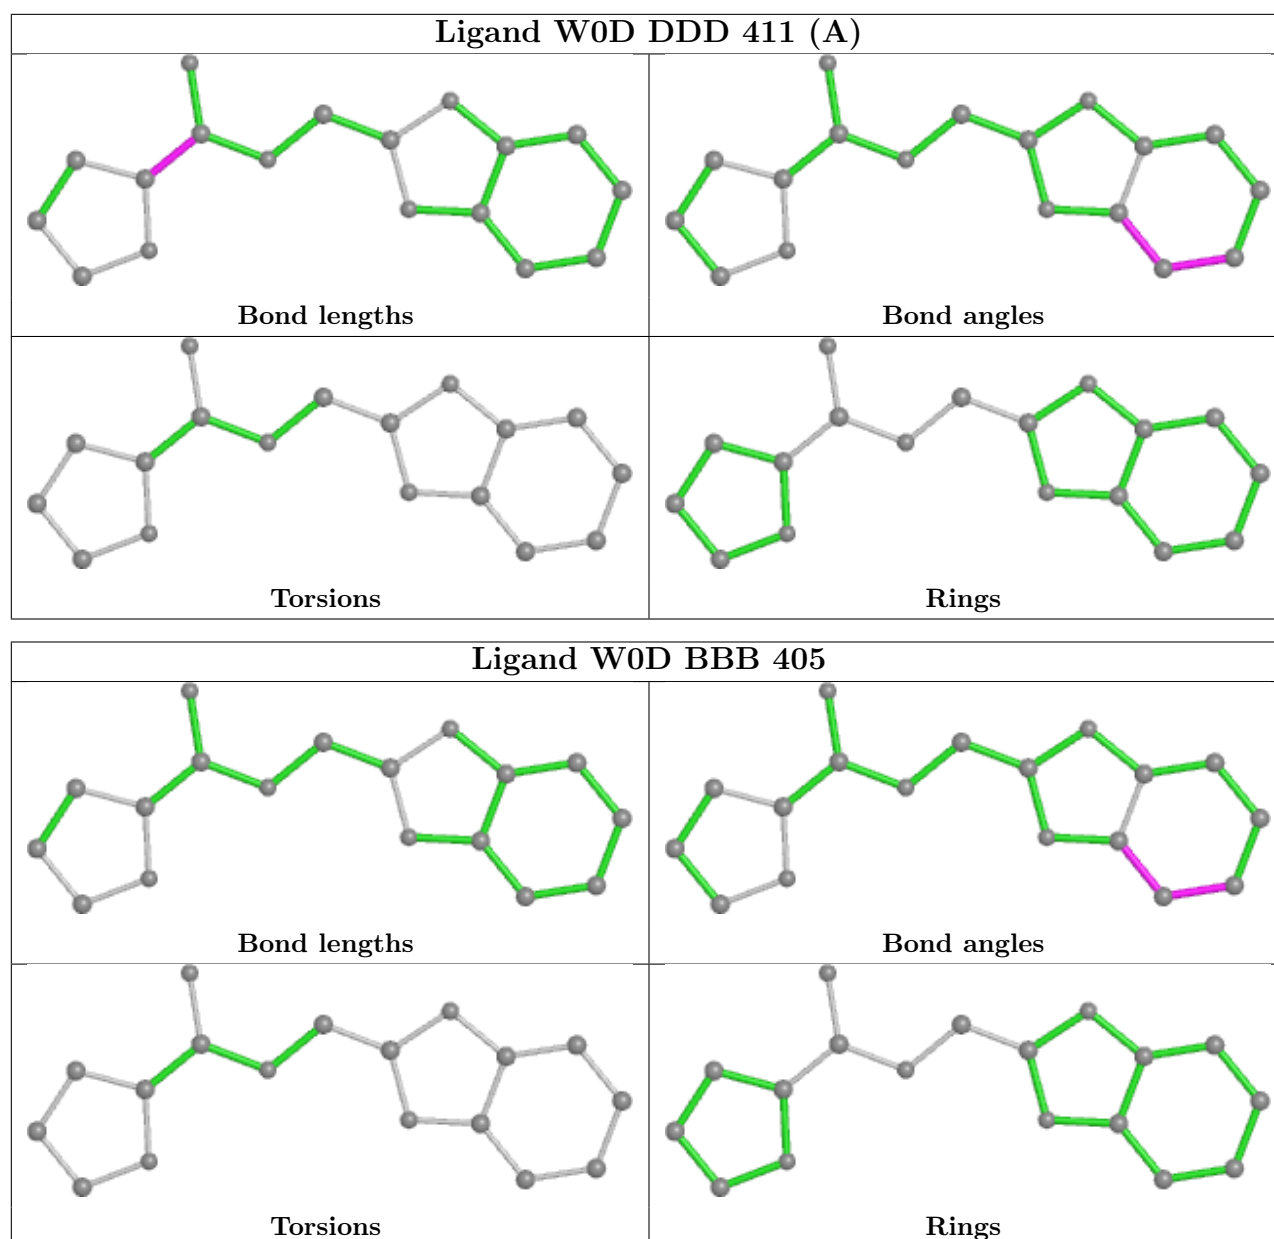 Ligand W0D DDD 411 (A)
Bond lengths
Bond angles
Torsions
Rings
Ligand W0D BBB 405
Bond lengths
Bond angles
Torsions
Rings